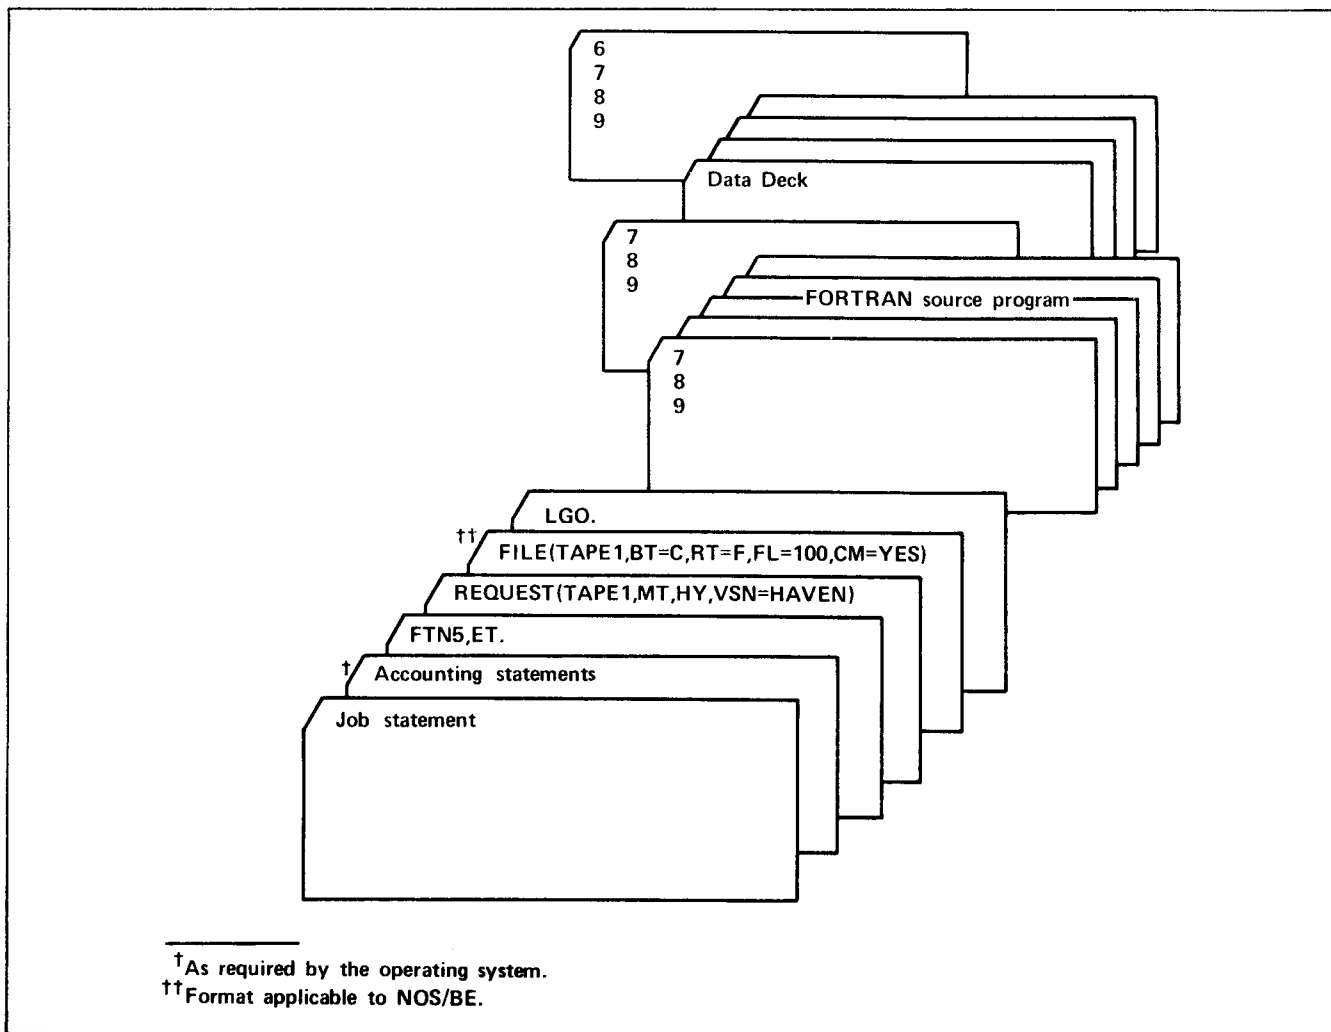 6
7
8
9
Data Deck
7
8
9
FORTRAN source program
7
8
9
LGO.
††FILE(TAPE1,BT=C,RT=F,FL=100,CM=YES)
REQUEST(TAPE1,MT,HY,VSN=HAVEN)
FTN5,ET.
†Accounting statements
Job statement
†As required by the operating system.
††Format applicable to NOS/BE.